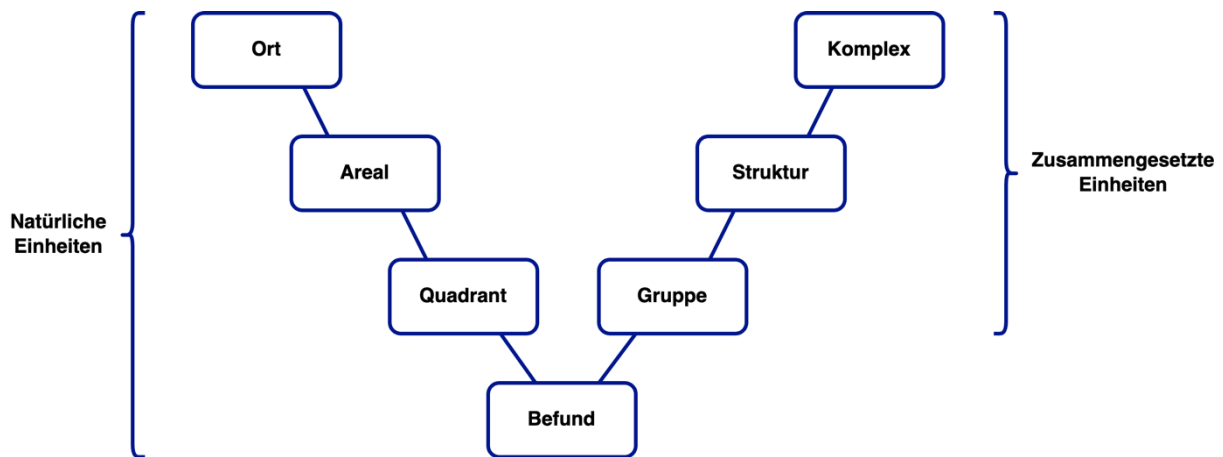 Ort
Komplex
Areal
Struktur
Zusammengesetzte
Einheiten
Natürliche
Einheiten
Quadrant
Gruppe
Befund